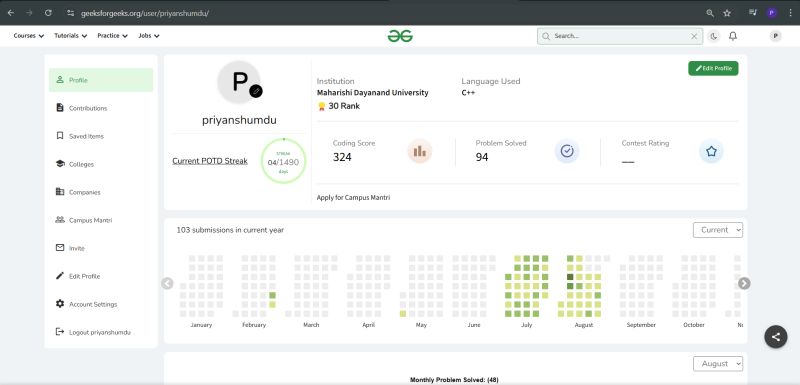 geeksforgeeks.org/user/priyanshumdu/
P
Courses Tutorials Practice Jobs
Search...
P
Profile
Contributions
Saved Items
Colleges
Companies
Campus Mantri
Invite
Edit Profile
Account Settings
Logout priyanshumdu
P
priyanshumdu
Current POTD Streak
STREAK
04/1490
days
Institution
Maharishi Dayanand University
30 Rank
Language Used
C++
Edit Profile
Coding Score
324
Problem Solved
94
Contest Rating
__
Apply for Campus Mantri
103 submissions in current year
Current
January February March April May June July August September October
August
Monthly Problem Solved: (48)